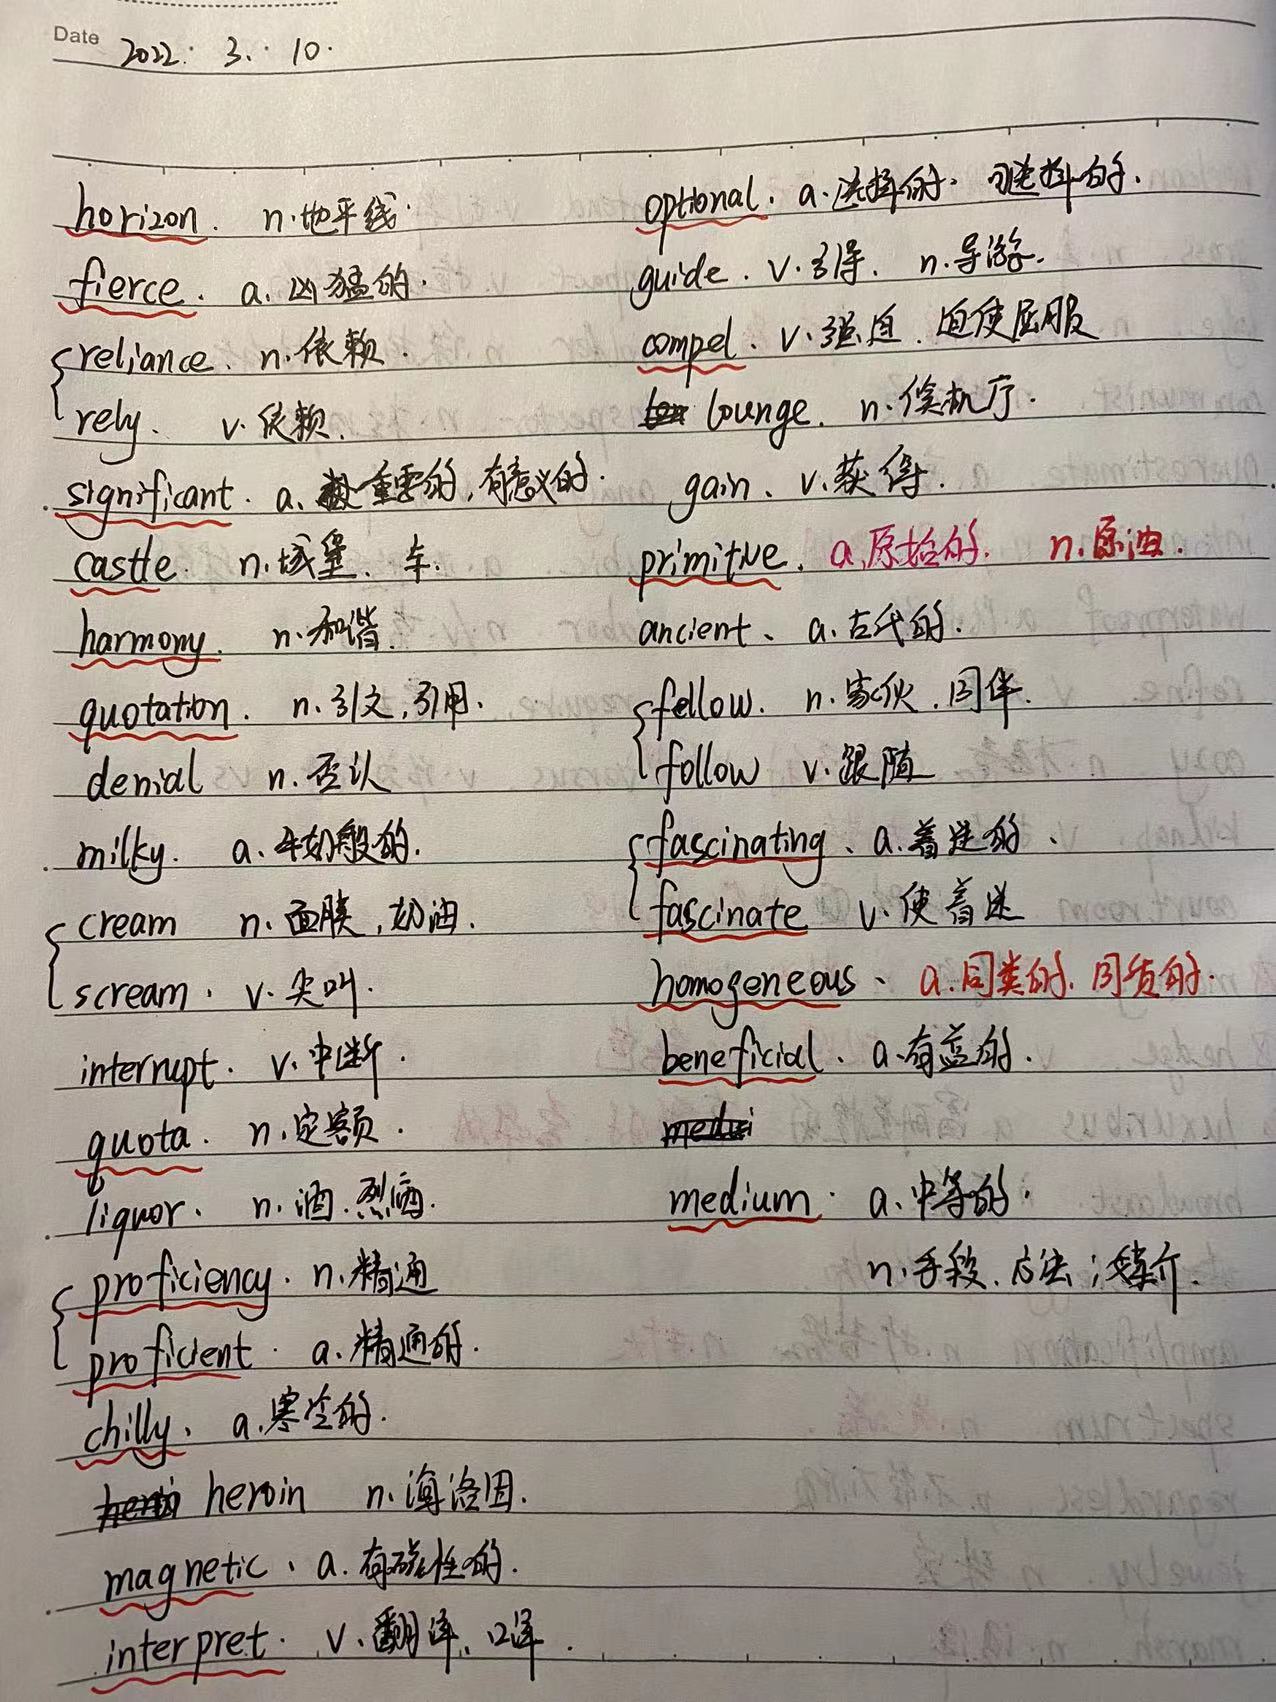 Date 2022. 3. 10.
horizon. n.地平线.
fierce. a.凶猛的.
reliance. n.依赖.
rely. v.依赖.
significant. a.重要的,有意义的.
castle. n.城堡、车.
harmony. n.和谐.
quotation. n.引文,引用.
denial n.否认
milky. a.牛奶般的.
cream n.面膜,奶油.
scream. v.尖叫.
interrupt. v.中断.
quota. n.定额.
liquor. n.酒.烈酒.
proficiency. n.精通
proficient. a.精通的.
chilly. a.寒冷的.
heroin n.海洛因.
magnetic. a.有磁性的.
interpret. v.翻译、口译.
optional. a.选择的. 可选择的.
guide. v.引导. n.导游.
compel. v.强迫.迫使屈服
lounge. n.候机厅.
gain. v.获得.
primitive. a.原始的. n.原油.
ancient. a.古代的.
fellow. n.家伙.同伴.
follow v.跟随
fascinating. a.着迷的.
fascinate v.使着迷
homogeneous. a.同类的.同质的.
beneficial. a.有益的.
medium. a.中等的.
n.手段.方法;媒介.